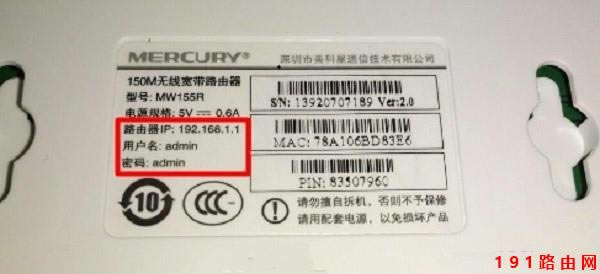 MERCURY®
深圳市美科星通信技术有限公司
150M无线宽带路由器
型号: MW155R
电源规格: 5V⎓0.6A
路由器IP: 192.168.1.1
用户名: admin
密码: admin
S/N: 13920707189 Ver:2.0
MAC: 78A106BD83E6
PIN: 83507960
10
CCC
请勿擅自拆机，否则不予保修
请用配套电源，以免损坏产品
191路由网